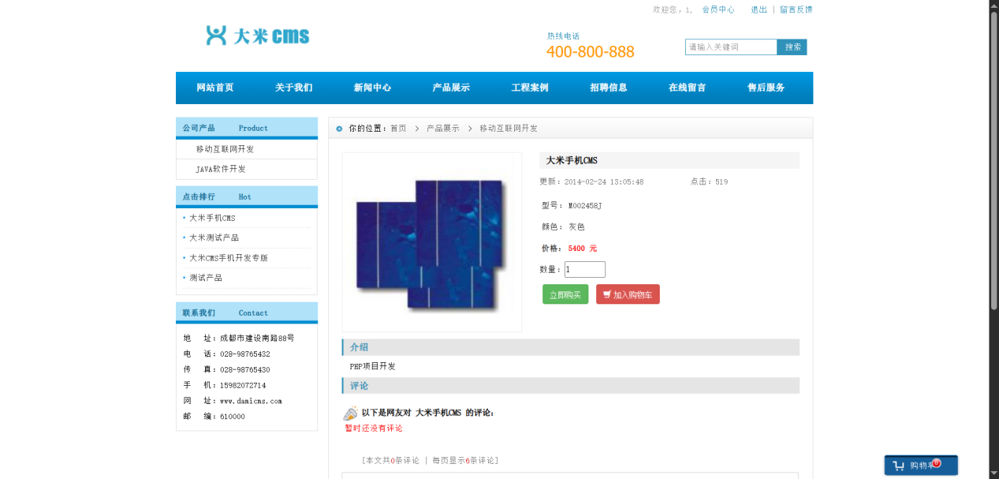 欢迎您，1, 会员中心 退出 | 留言反馈
大米cms
热线电话
400-800-888
请输入关键词 搜索
网站首页 关于我们 新闻中心 产品展示 工程案例 招聘信息 在线留言 售后服务
公司产品 Product
移动互联网开发
JAVA软件开发
点击排行 Hot
大米手机CMS
大米测试产品
大米CMS手机开发专版
测试产品
联系我们 Contact
地 址：成都市建设南路88号
电 话：028-98765432
传 真：028-98765430
手 机：15982072714
网 址：www.damicms.com
邮 编：610000
你的位置：首页 > 产品展示 > 移动互联网开发
大米手机CMS
更新：2014-02-24 13:05:48 点击：519
型号： M002458J
颜色： 灰色
价格： 5400 元
数量：1
立即购买 加入购物车
介绍
PHP项目开发
评论
以下是网友对 大米手机CMS 的评论：
暂时还没有评论
[本文共0条评论 | 每页显示6条评论]
购物车 0